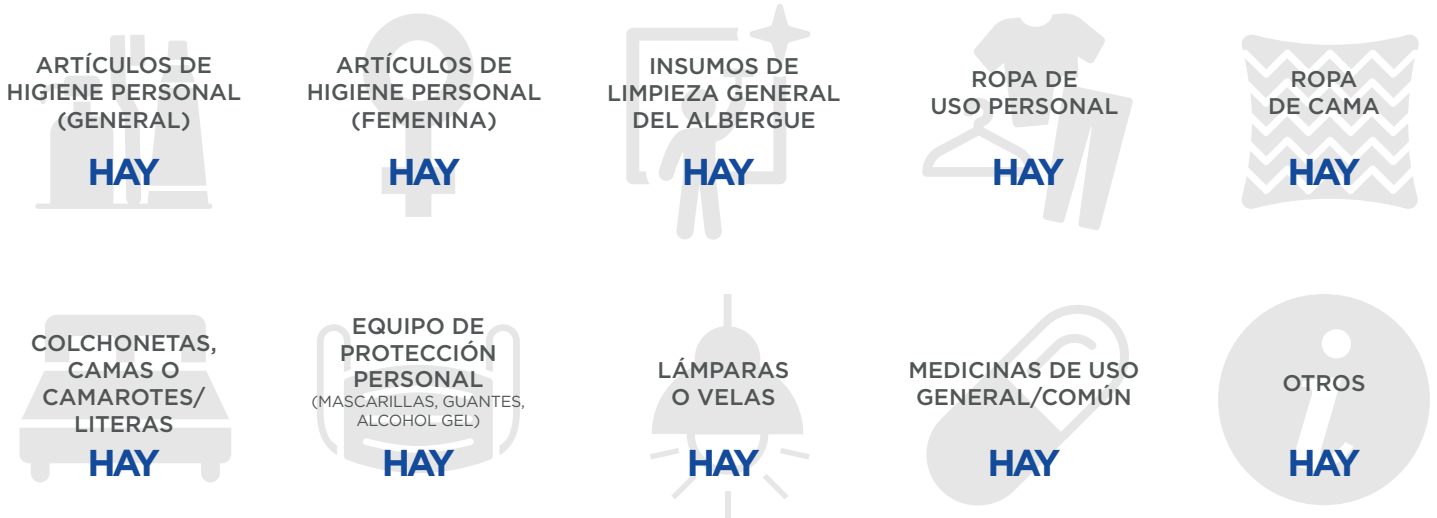 ARTÍCULOS DE
HIGIENE PERSONAL
(GENERAL)
HAY
ARTÍCULOS DE
HIGIENE PERSONAL
(FEMENINA)
HAY
INSUMOS DE
LIMPIEZA GENERAL
DEL ALBERGUE
HAY
ROPA DE
USO PERSONAL
HAY
ROPA
DE CAMA
HAY
COLCHONETAS,
CAMAS O
CAMAROTES/
LITERAS
HAY
EQUIPO DE
PROTECCIÓN
PERSONAL
(MASCARILLAS, GUANTES,
ALCOHOL GEL)
HAY
LÁMPARAS
O VELAS
HAY
MEDICINAS DE USO
GENERAL/COMÚN
HAY
OTROS
HAY